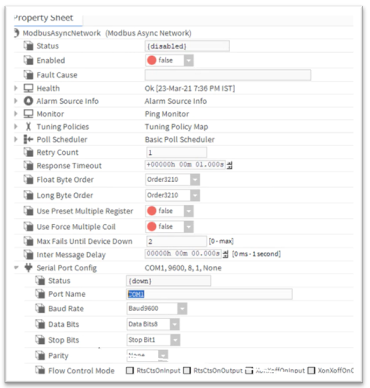 Property Sheet
ModbusAsyncNetwork (Modbus Async Network)
Status {disabled}
Enabled false
Fault Cause
Health Ok [23-Mar-21 7:36 PM IST]
Alarm Source Info Alarm Source Info
Monitor Ping Monitor
Tuning Policies Tuning Policy Map
Poll Scheduler Basic Poll Scheduler
Retry Count 1
Response Timeout +00000h 00m 01.000s
Float Byte Order Order3210
Long Byte Order Order3210
Use Preset Multiple Register false
Use Force Multiple Coil false
Max Fails Until Device Down 2 [0 - max]
Inter Message Delay 00000h 00m 00.000s [0 ms - 1 second]
Serial Port Config COM1, 9600, 8, 1, None
Status {down}
Port Name COM1
Baud Rate Baud9600
Data Bits Data Bits8
Stop Bits Stop Bit1
Parity None
Flow Control Mode RtsCtsOnInput RtsCtsOnOutput XonXoffOnInput XonXoffOnO